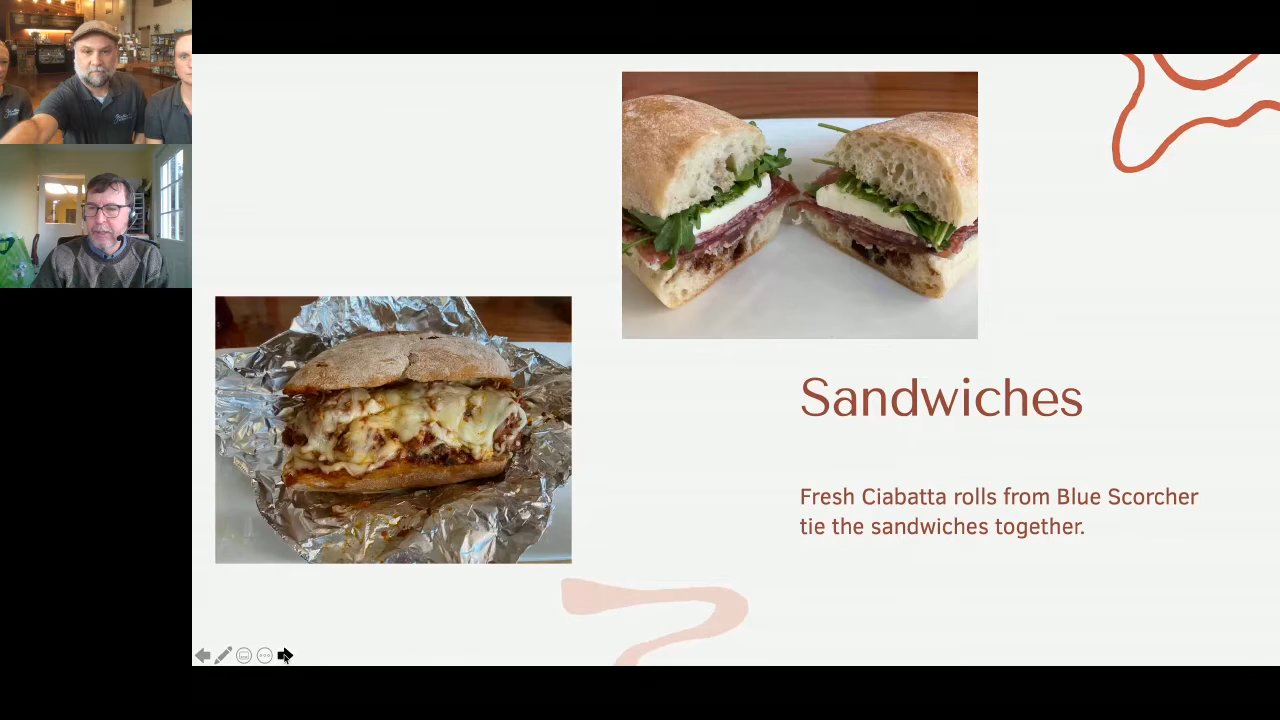 Sandwiches
Fresh Ciabatta rolls from Blue Scorcher
tie the sandwiches together.